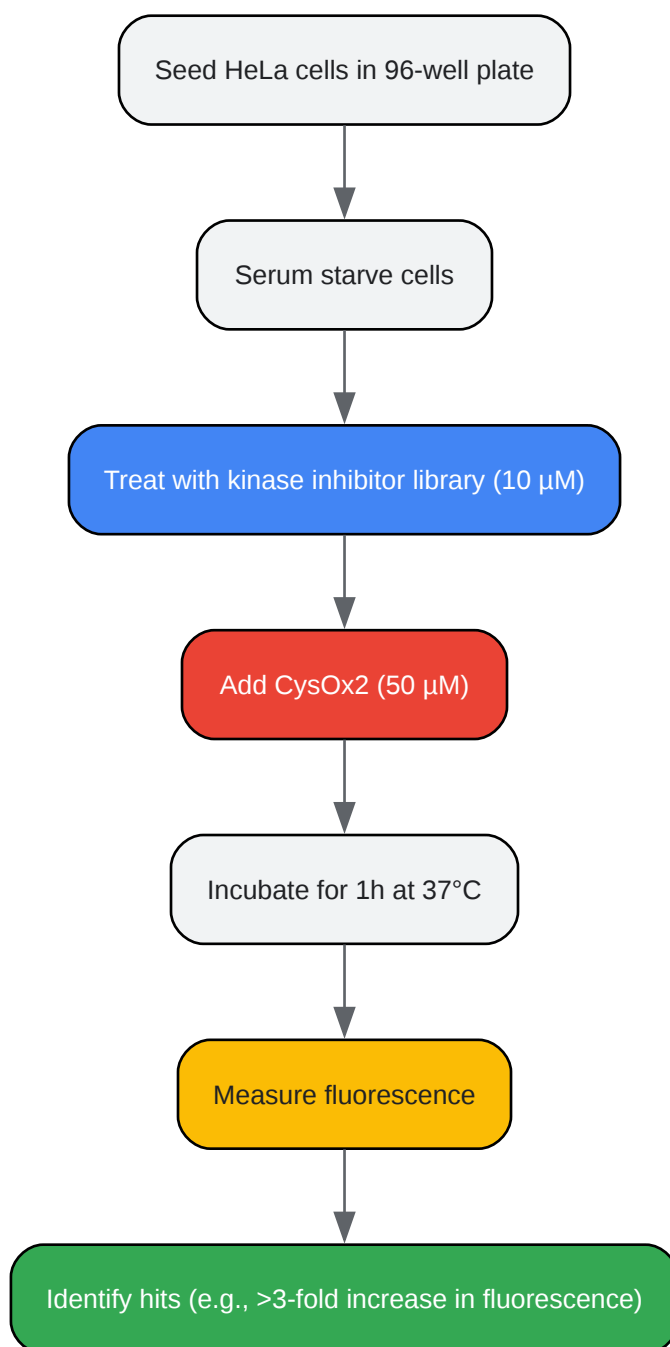 Seed HeLa cells in 96-well plate
Serum starve cells
Treat with kinase inhibitor library (10 µM)
Add CysOx2 (50 µM)
Incubate for 1h at 37°C
Measure fluorescence
Identify hits (e.g., >3-fold increase in fluorescence)